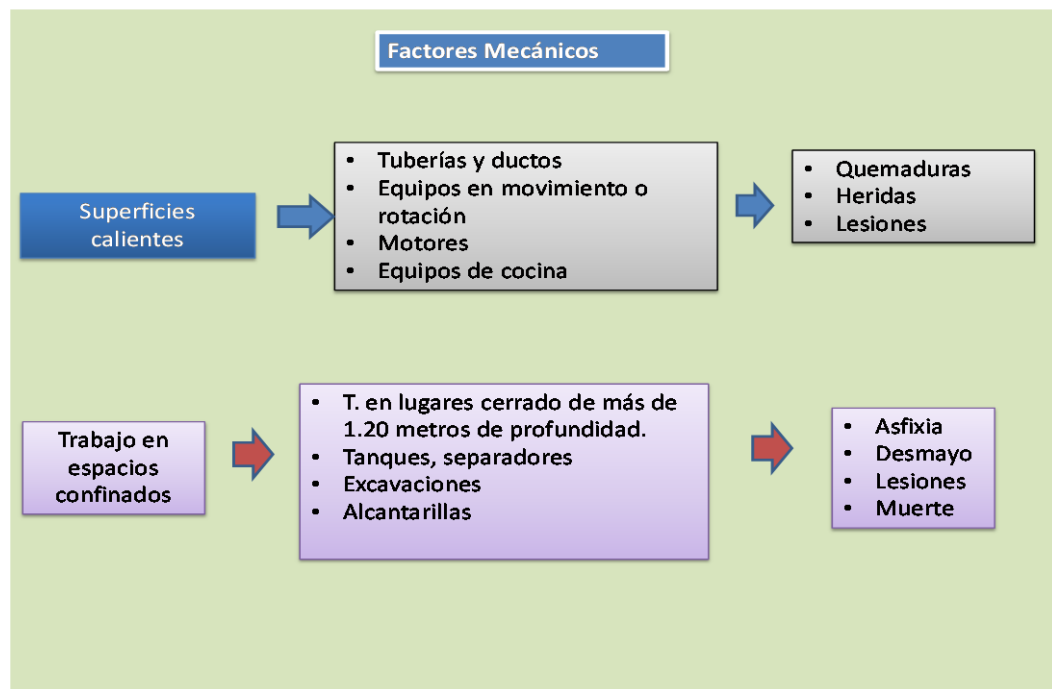 Factores Mecánicos
Superficies
calientes
• Tuberías y ductos
• Equipos en movimiento o
rotación
• Motores
• Equipos de cocina
• Quemaduras
• Heridas
• Lesiones
Trabajo en
espacios
confinados
• T. en lugares cerrado de más de
1.20 metros de profundidad.
• Tanques, separadores
• Excavaciones
• Alcantarillas
• Asfixia
• Desmayo
• Lesiones
• Muerte